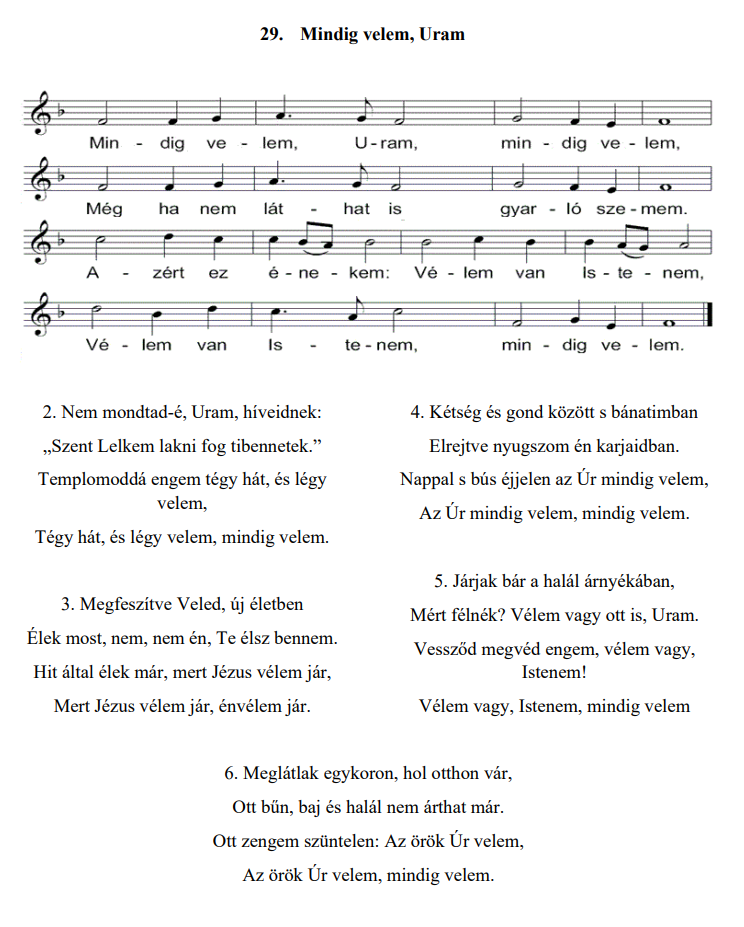 29. Mindig velem, Uram
Min - dig ve - lem, U - ram, min - dig ve - lem,
Még ha nem lát - hat is gyar - ló sze - mem.
A - zért ez é - ne - kem: Vé - lem van Is - te - nem,
Vé - lem van Is - te - nem, min - dig ve - lem.
2. Nem mondtad-é, Uram, híveidnek:
„Szent Lelkem lakni fog tibennetek.”
Templomoddá engem tégy hát, és légy
velem,
Tégy hát, és légy velem, mindig velem.
3. Megfeszítve Veled, új életben
Élek most, nem, nem én, Te élsz bennem.
Hit által élek már, mert Jézus vélem jár,
Mert Jézus vélem jár, énvélem jár.
4. Kétség és gond között s bánatimban
Elrejtve nyugszom én karjaidban.
Nappal s bús éjjelen az Úr mindig velem,
Az Úr mindig velem, mindig velem.
5. Járjak bár a halál árnyékában,
Mért félnék? Vélem vagy ott is, Uram.
Vessződ megvéd engem, vélem vagy,
Istenem!
Vélem vagy, Istenem, mindig velem
6. Meglátlak egykoron, hol otthon vár,
Ott bűn, baj és halál nem árthat már.
Ott zengem szüntelen: Az örök Úr velem,
Az örök Úr velem, mindig velem.